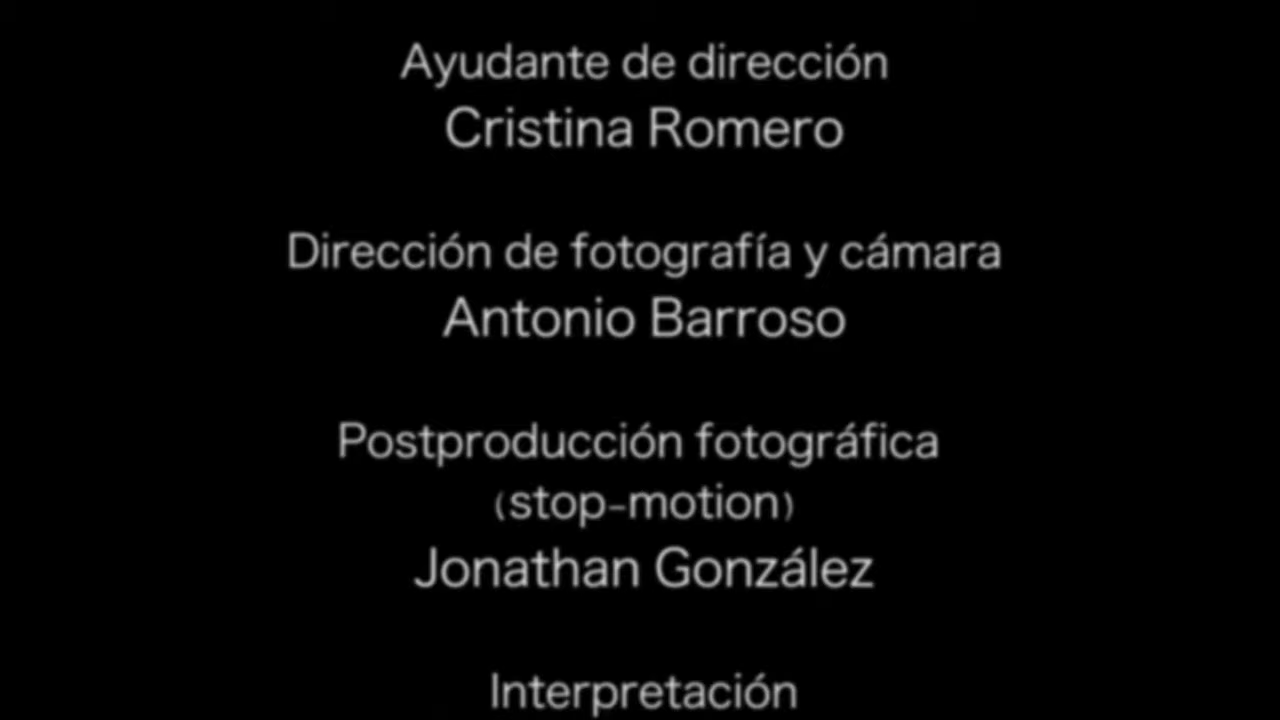 Ayudante de dirección
Cristina Romero
Dirección de fotografía y cámara
Antonio Barroso
Postproducción fotográfica
(stop-motion)
Jonathan González
Interpretación